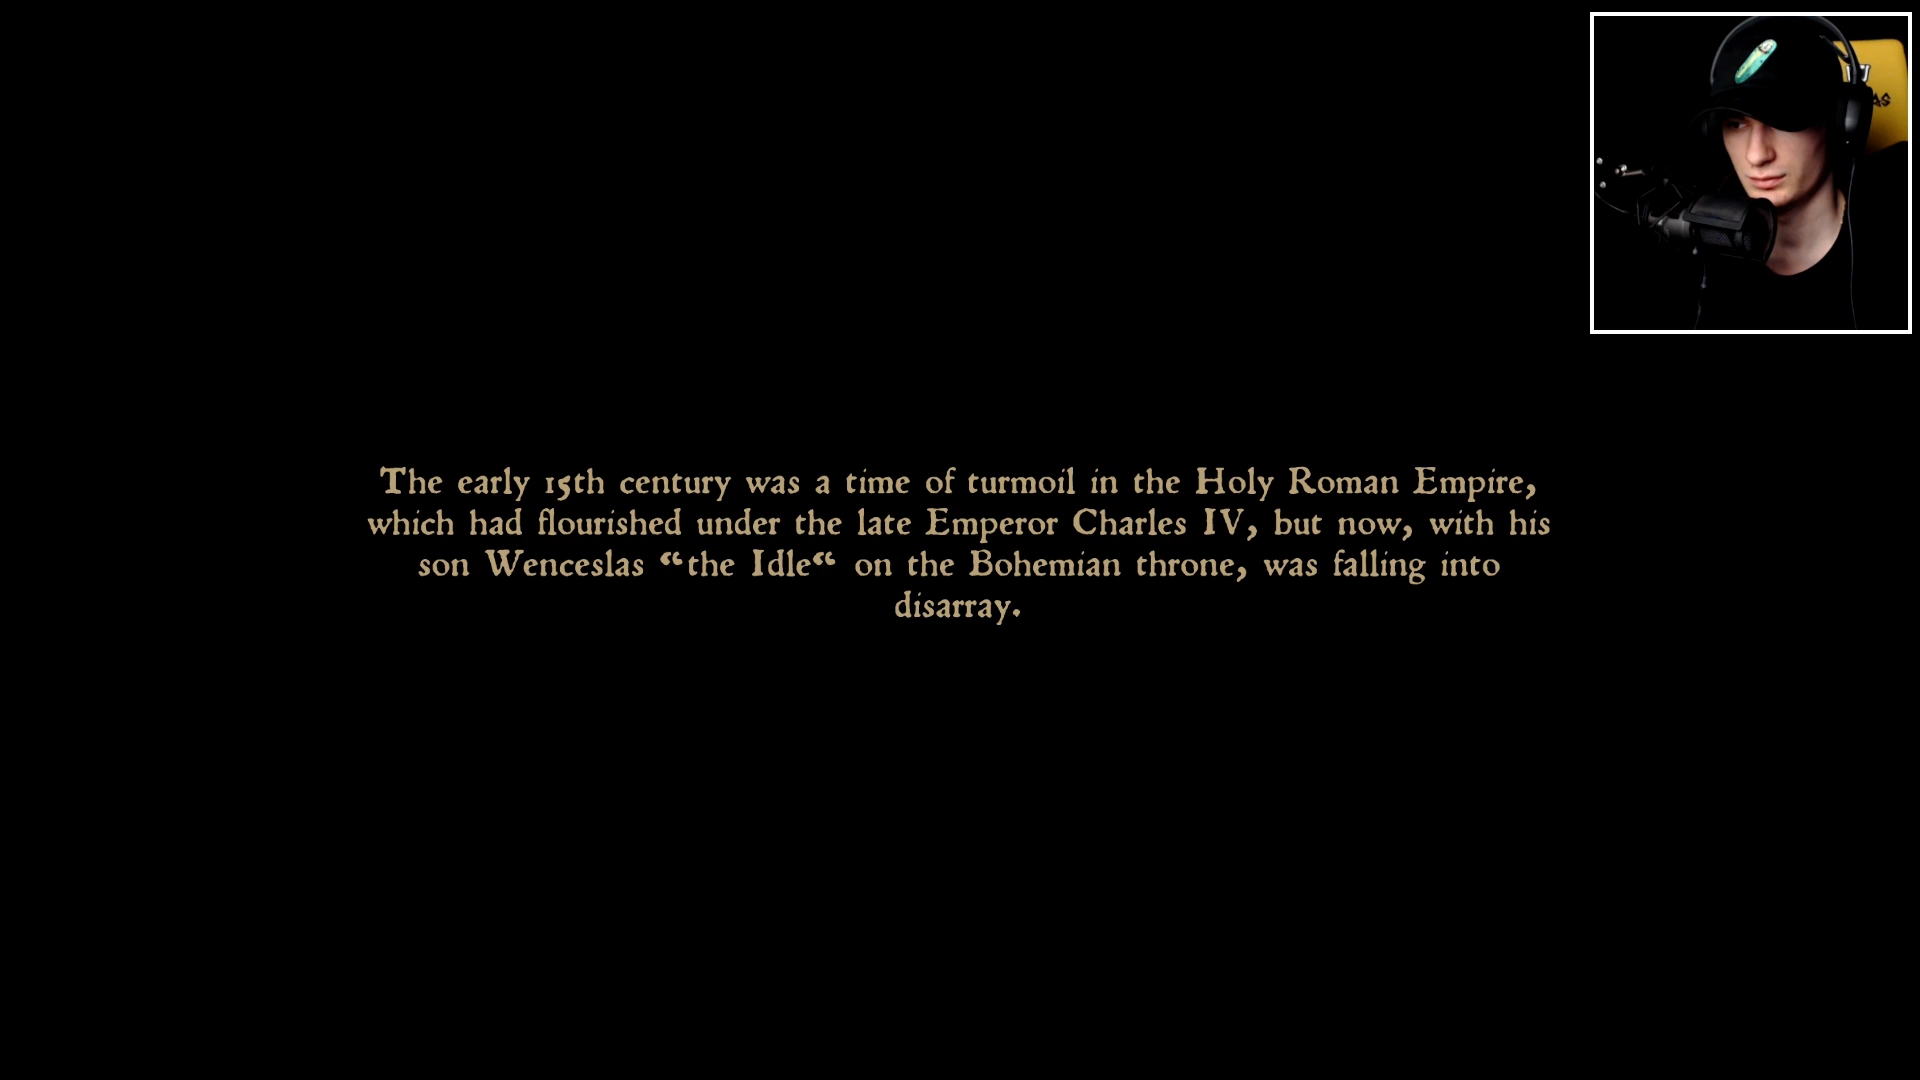 The early 15th century was a time of turmoil in the Holy Roman Empire,
which had flourished under the late Emperor Charles IV, but now, with his
son Wenceslas “the Idle“ on the Bohemian throne, was falling into
disarray.